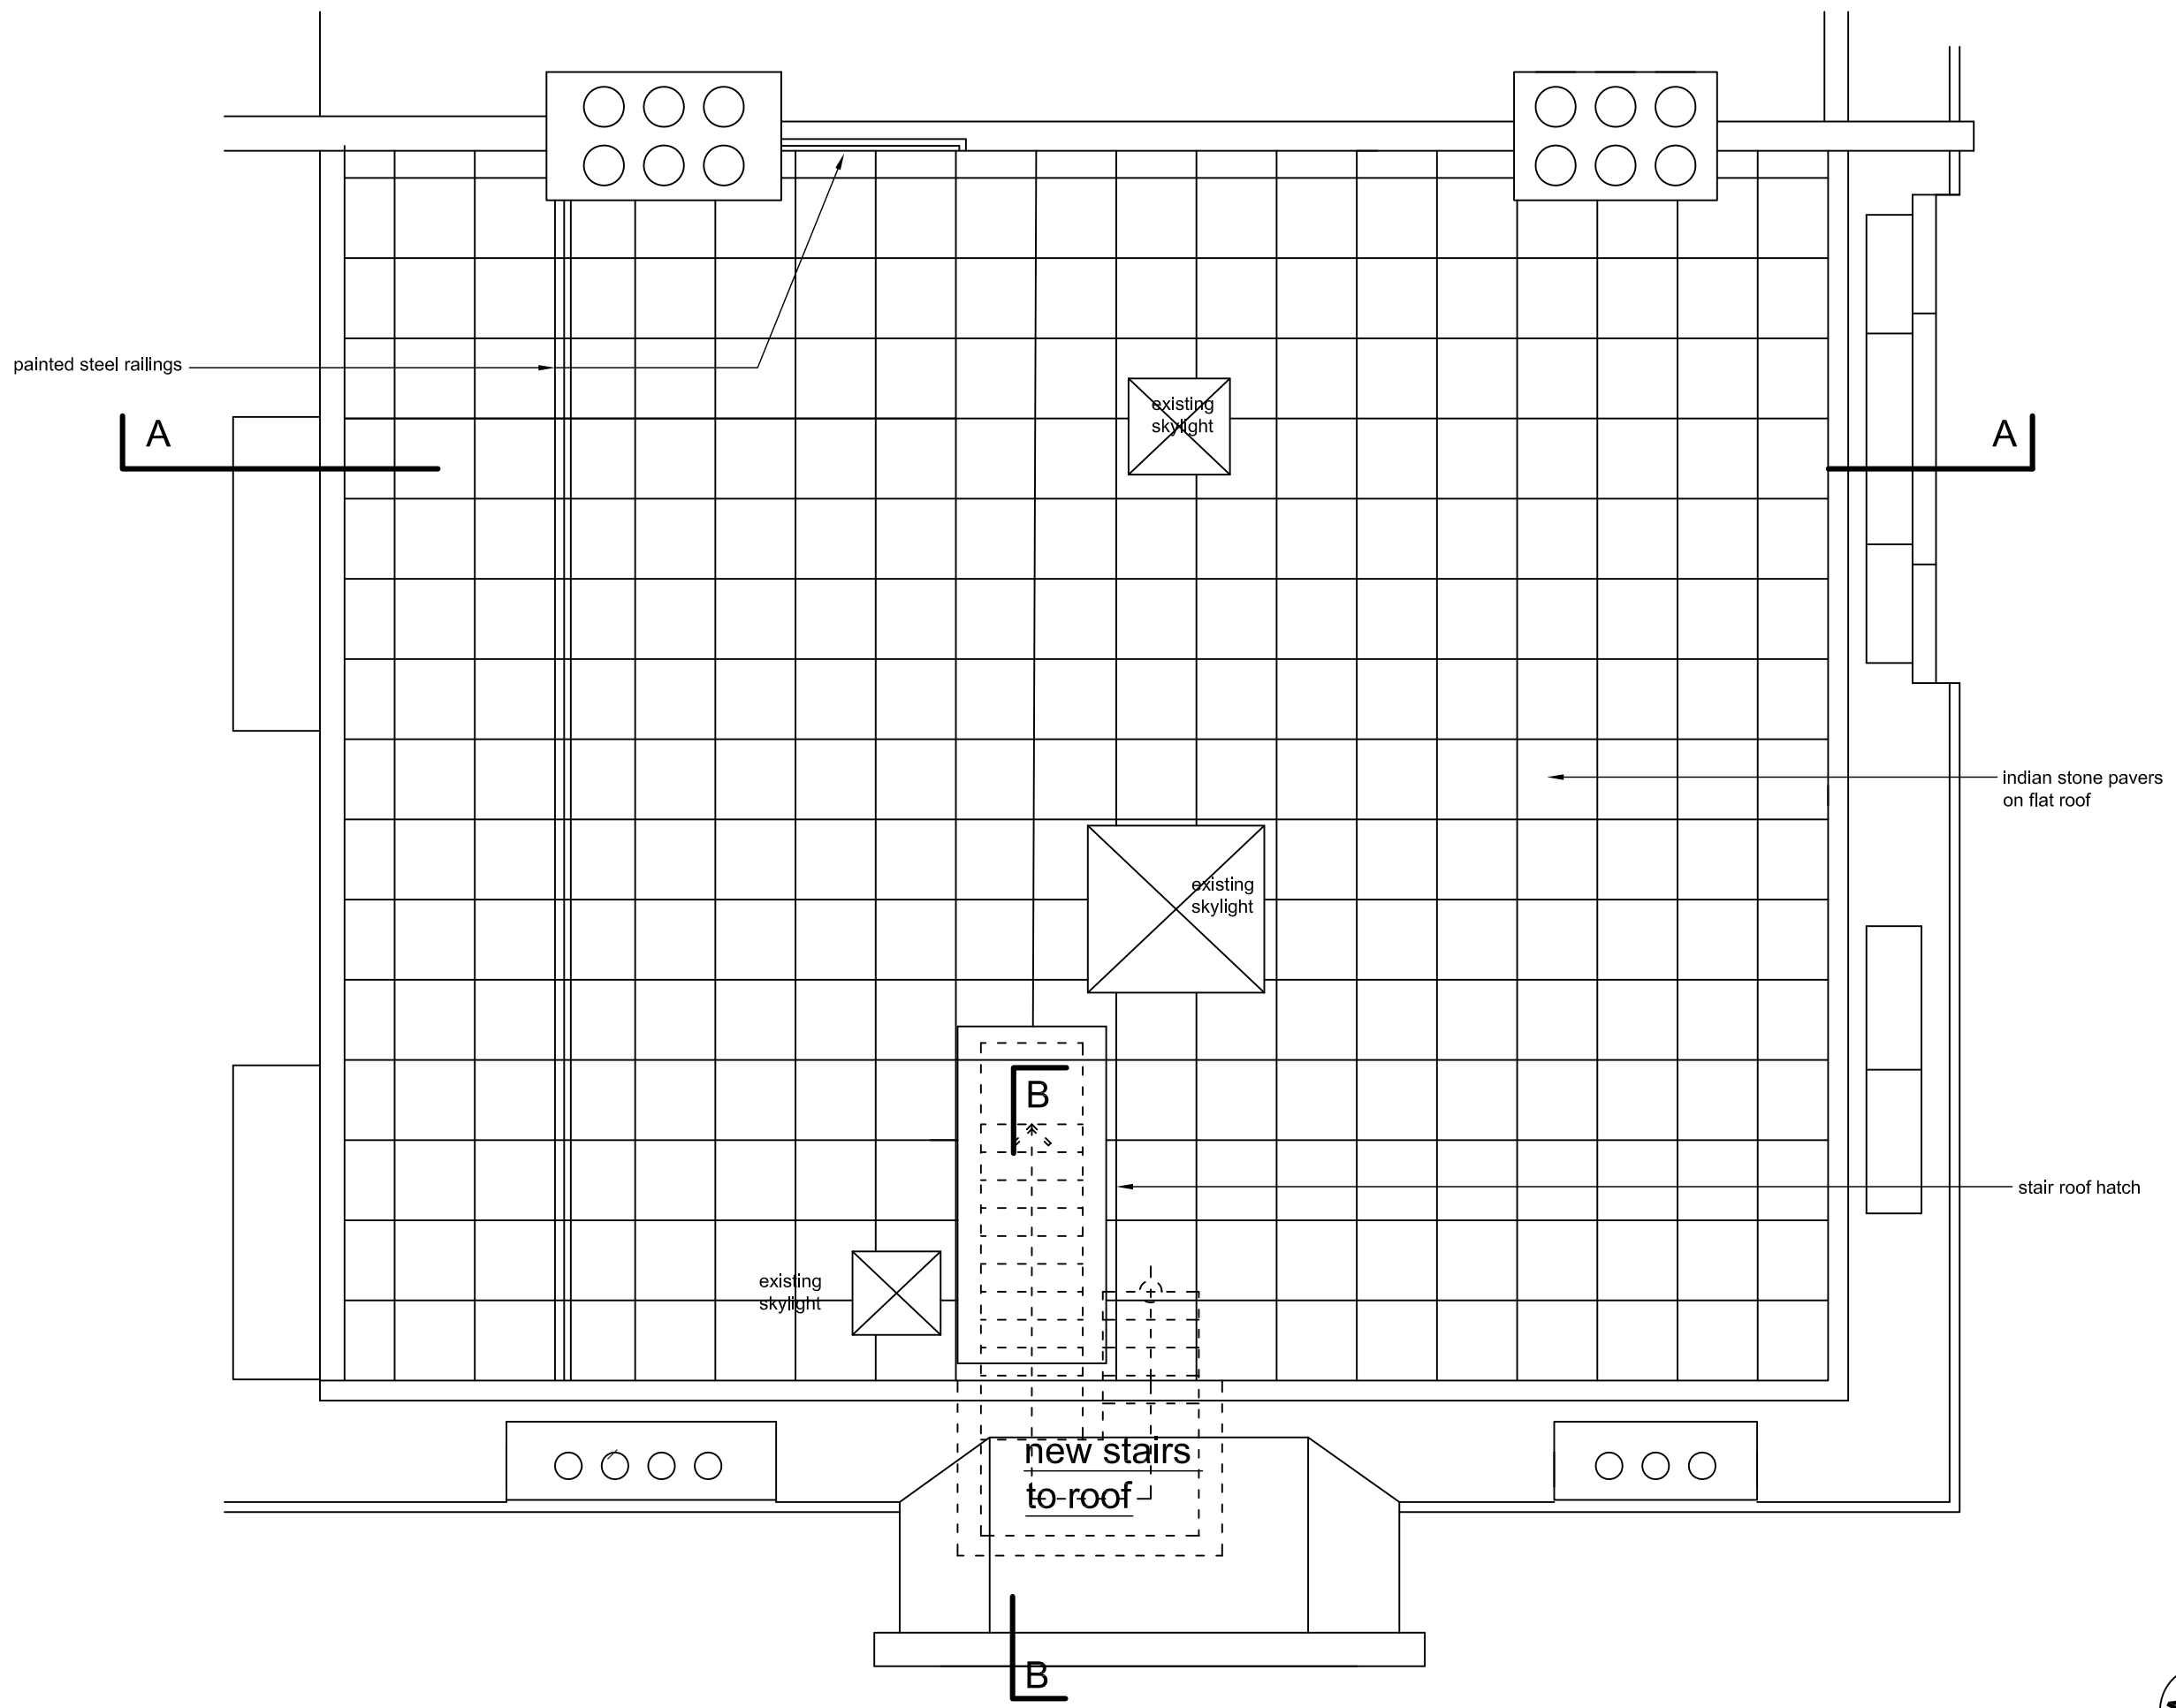 painted steel railings
A
A
existing
skylight
indian stone pavers
on flat roof
existing
skylight
B
stair roof hatch
existing
skylight
new stairs
to roof
B